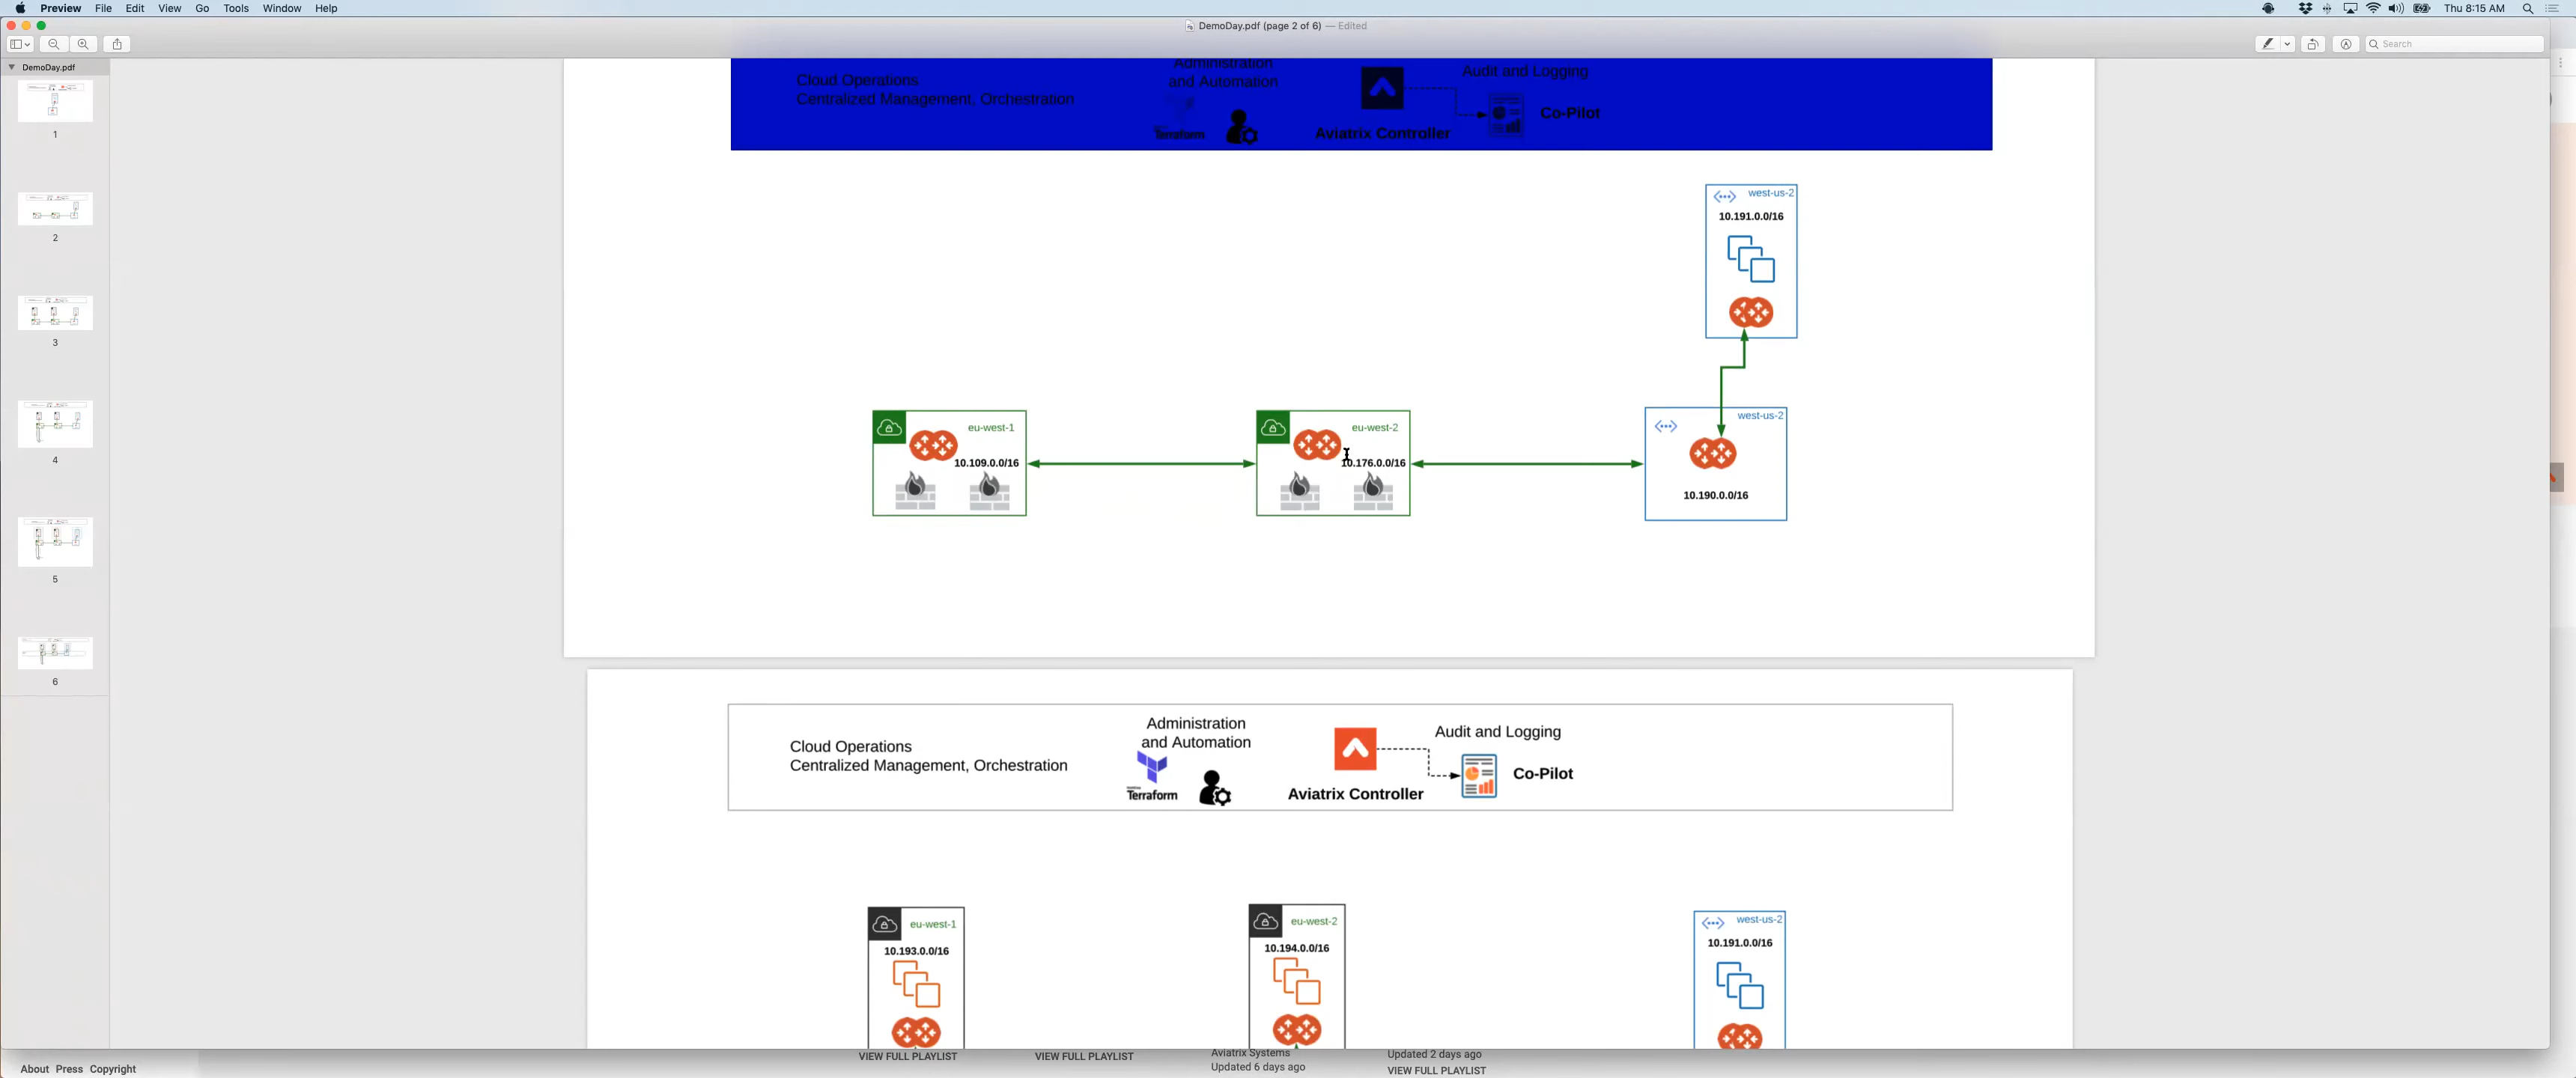 Preview File Edit View Go Tools Window Help
Thu 8:15 AM
DemoDay.pdf (page 2 of 6) — Edited
Search
DemoDay.pdf
1
2
3
4
5
6
Cloud Operations
Centralized Management, Orchestration
Administration
and Automation
Terraform
Aviatrix Controller
Audit and Logging
Co-Pilot
west-us-2
10.191.0.0/16
eu-west-1
10.109.0.0/16
eu-west-2
10.176.0.0/16
west-us-2
10.190.0.0/16
Cloud Operations
Centralized Management, Orchestration
Administration
and Automation
Terraform
Aviatrix Controller
Audit and Logging
Co-Pilot
eu-west-1
10.193.0.0/16
eu-west-2
10.194.0.0/16
west-us-2
10.191.0.0/16
VIEW FULL PLAYLIST
VIEW FULL PLAYLIST
Aviatrix Systems
Updated 6 days ago
Updated 2 days ago
VIEW FULL PLAYLIST
About Press Copyright